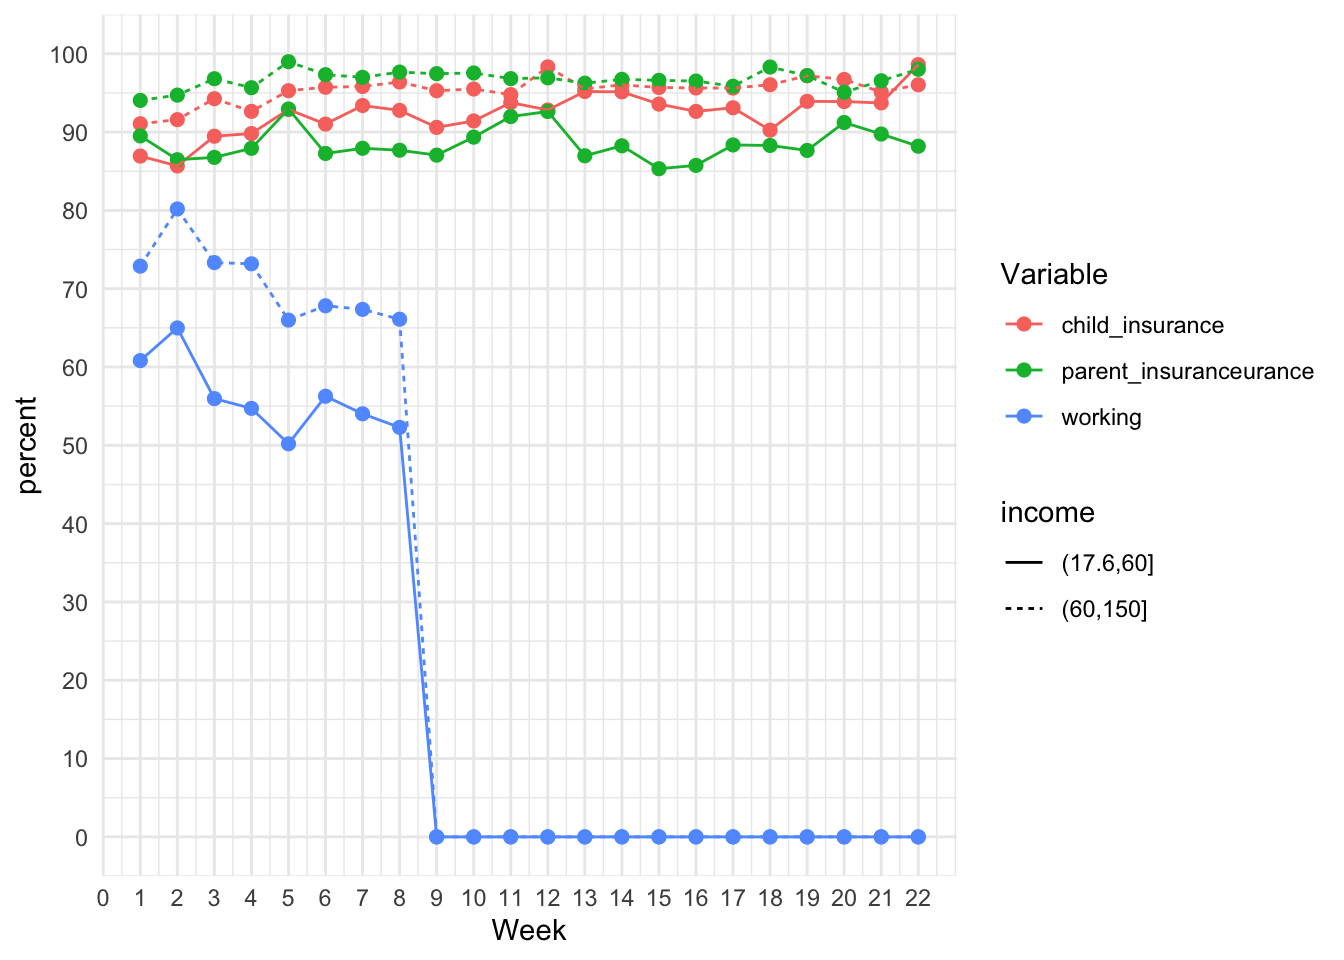 100
90
80
70
60
50
40
30
20
10
0
percent
0 1 2 3 4 5 6 7 8 9 10 11 12 13 14 15 16 17 18 19 20 21 22
Week
Variable
child_insurance
parent_insuranceurance
working
income
(17.6,60]
(60,150]